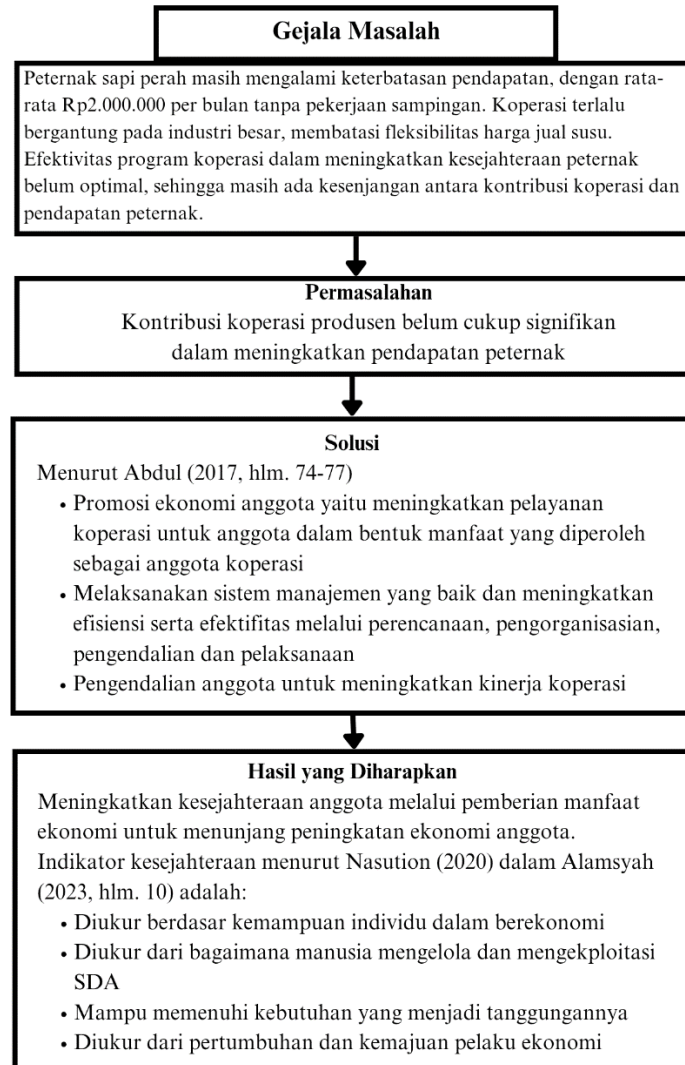 Gejala Masalah
Peternak sapi perah masih mengalami keterbatasan pendapatan, dengan rata-
rata Rp2.000.000 per bulan tanpa pekerjaan sampingan. Koperasi terlalu
bergantung pada industri besar, membatasi fleksibilitas harga jual susu.
Efektivitas program koperasi dalam meningkatkan kesejahteraan peternak
belum optimal, sehingga masih ada kesenjangan antara kontribusi koperasi dan
pendapatan peternak.
Permasalahan
Kontribusi koperasi produsen belum cukup signifikan
dalam meningkatkan pendapatan peternak
Solusi
Menurut Abdul (2017, hlm. 74-77)
• Promosi ekonomi anggota yaitu meningkatkan pelayanan
koperasi untuk anggota dalam bentuk manfaat yang diperoleh
sebagai anggota koperasi
• Melaksanakan sistem manajemen yang baik dan meningkatkan
efisiensi serta efektifitas melalui perencanaan, pengorganisasian,
pengendalian dan pelaksanaan
• Pengendalian anggota untuk meningkatkan kinerja koperasi
Hasil yang Diharapkan
Meningkatkan kesejahteraan anggota melalui pemberian manfaat
ekonomi untuk menunjang peningkatan ekonomi anggota.
Indikator kesejahteraan menurut Nasution (2020) dalam Alamsyah
(2023, hlm. 10) adalah:
• Diukur berdasar kemampuan individu dalam berekonomi
• Diukur dari bagaimana manusia mengelola dan mengekploitasi
SDA
• Mampu memenuhi kebutuhan yang menjadi tanggungannya
• Diukur dari pertumbuhan dan kemajuan pelaku ekonomi